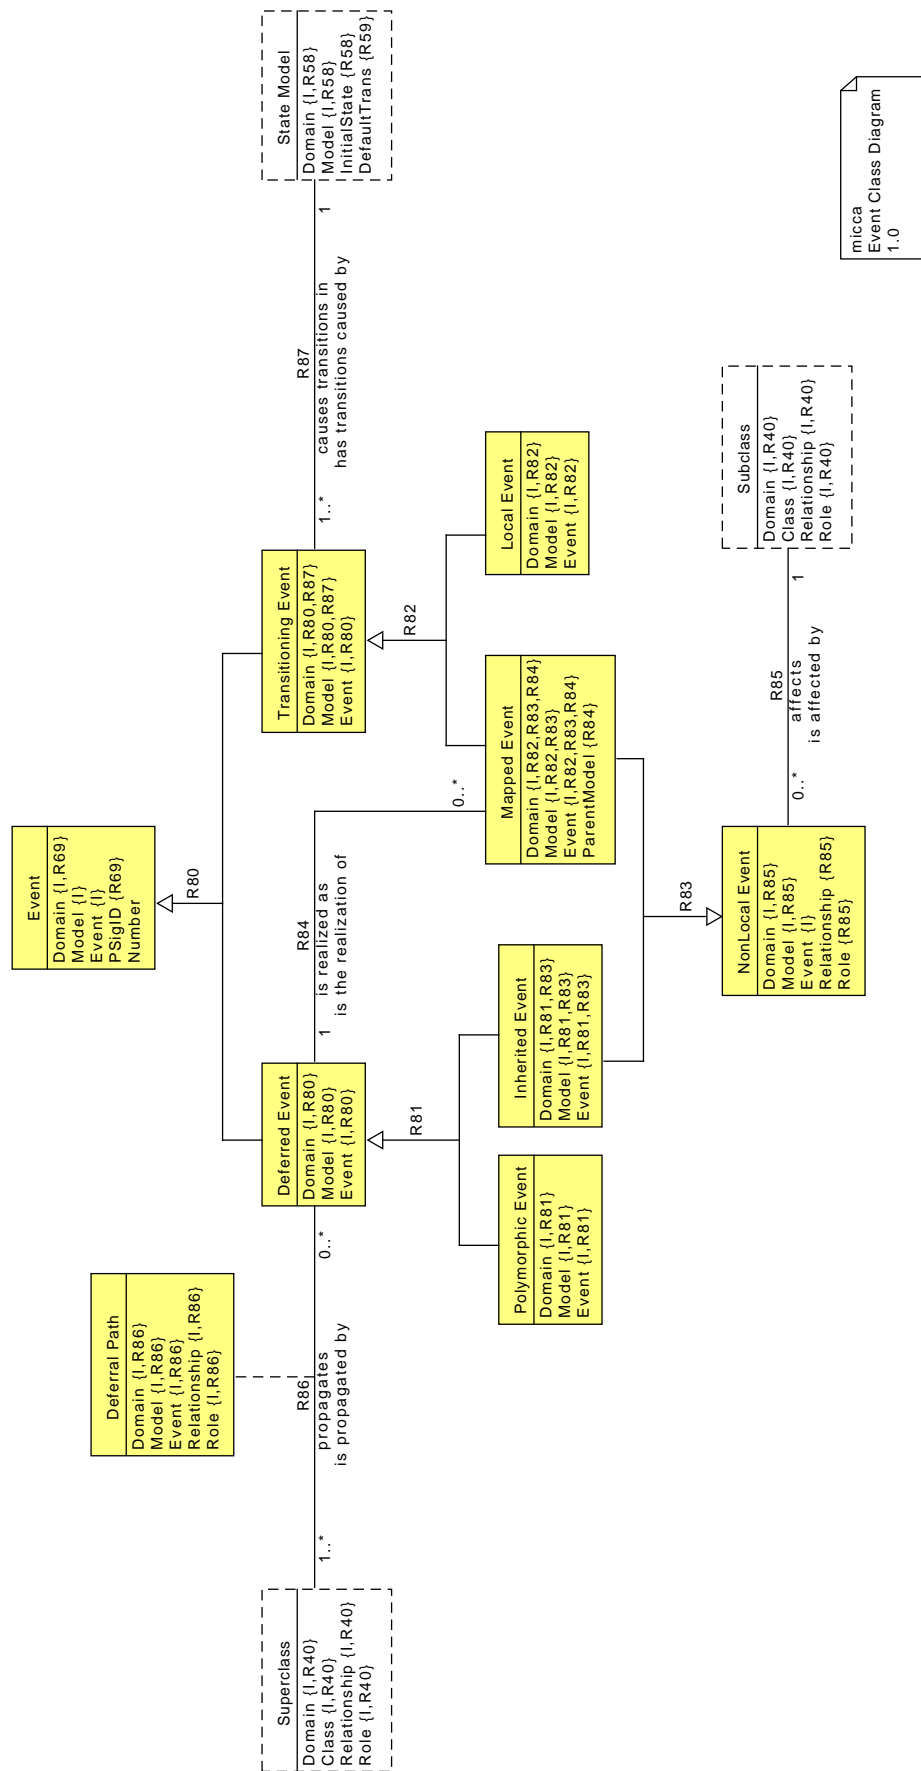 Event
Domain {I,R69}
Model {I}
Event {I}
PSigID {R69}
Number
R80
Deferral Path
Domain {I,R86}
Model {I,R86}
Event {I,R86}
Relationship {I,R86}
Role {I,R86}
Superclass
Domain {I,R40}
Class {I,R40}
Relationship {I,R40}
Role {I,R40}
1..*
R86
propagates
is propagated by
0..*
Deferred Event
Domain {I,R80}
Model {I,R80}
Event {I,R80}
1
R84
is realized as
is the realization of
0..*
Transitioning Event
Domain {I,R80,R87}
Model {I,R80,R87}
Event {I,R80}
1..*
R87
causes transitions in
has transitions caused by
1
State Model
Domain {I,R58}
Model {I,R58}
InitialState {R58}
DefaultTrans {R59}
R81
R82
Polymorphic Event
Domain {I,R81}
Model {I,R81}
Event {I,R81}
Inherited Event
Domain {I,R81,R83}
Model {I,R81,R83}
Event {I,R81,R83}
Mapped Event
Domain {I,R82,R83,R84}
Model {I,R82,R83}
Event {I,R82,R83,R84}
ParentModel {R84}
Local Event
Domain {I,R82}
Model {I,R82}
Event {I,R82}
R83
NonLocal Event
Domain {I,R85}
Model {I,R85}
Event {I}
Relationship {R85}
Role {R85}
0..*
R85
affects
is affected by
1
Subclass
Domain {I,R40}
Class {I,R40}
Relationship {I,R40}
Role {I,R40}
micca
Event Class Diagram
1.0